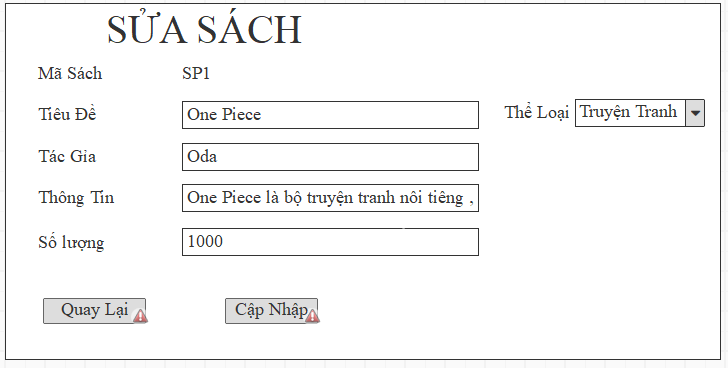 SỬA SÁCH
Mã Sách SP1
Tiêu Đề One Piece Thể Loại Truyện Tranh
Tác Gỉa Oda
Thông Tin One Piece là bộ truyện tranh nôi tiêng ,
Số lượng 1000
Quay Lại Cập Nhập